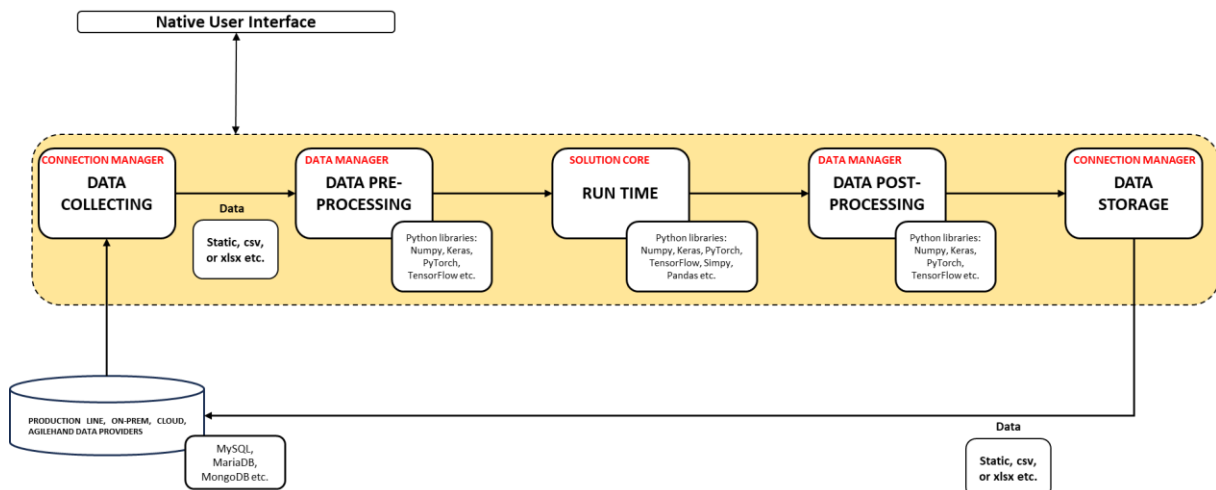 Native User Interface
CONNECTION MANAGER
DATA
COLLECTING
Data
Static, csv,
or xlsx etc.
DATA MANAGER
DATA PRE-
PROCESSING
Python libraries:
Numpy, Keras,
PyTorch,
TensorFlow etc.
SOLUTION CORE
RUN TIME
Python libraries:
Numpy, Keras, PyTorch,
TensorFlow, Simpy,
Pandas etc.
DATA MANAGER
DATA POST-
PROCESSING
Python libraries:
Numpy, Keras,
PyTorch,
TensorFlow etc.
CONNECTION MANAGER
DATA
STORAGE
PRODUCTION LINE, ON-PREM, CLOUD,
AGILEHAND DATA PROVIDERS
MySQL,
MariaDB,
MongoDB etc.
Data
Static, csv,
or xlsx etc.